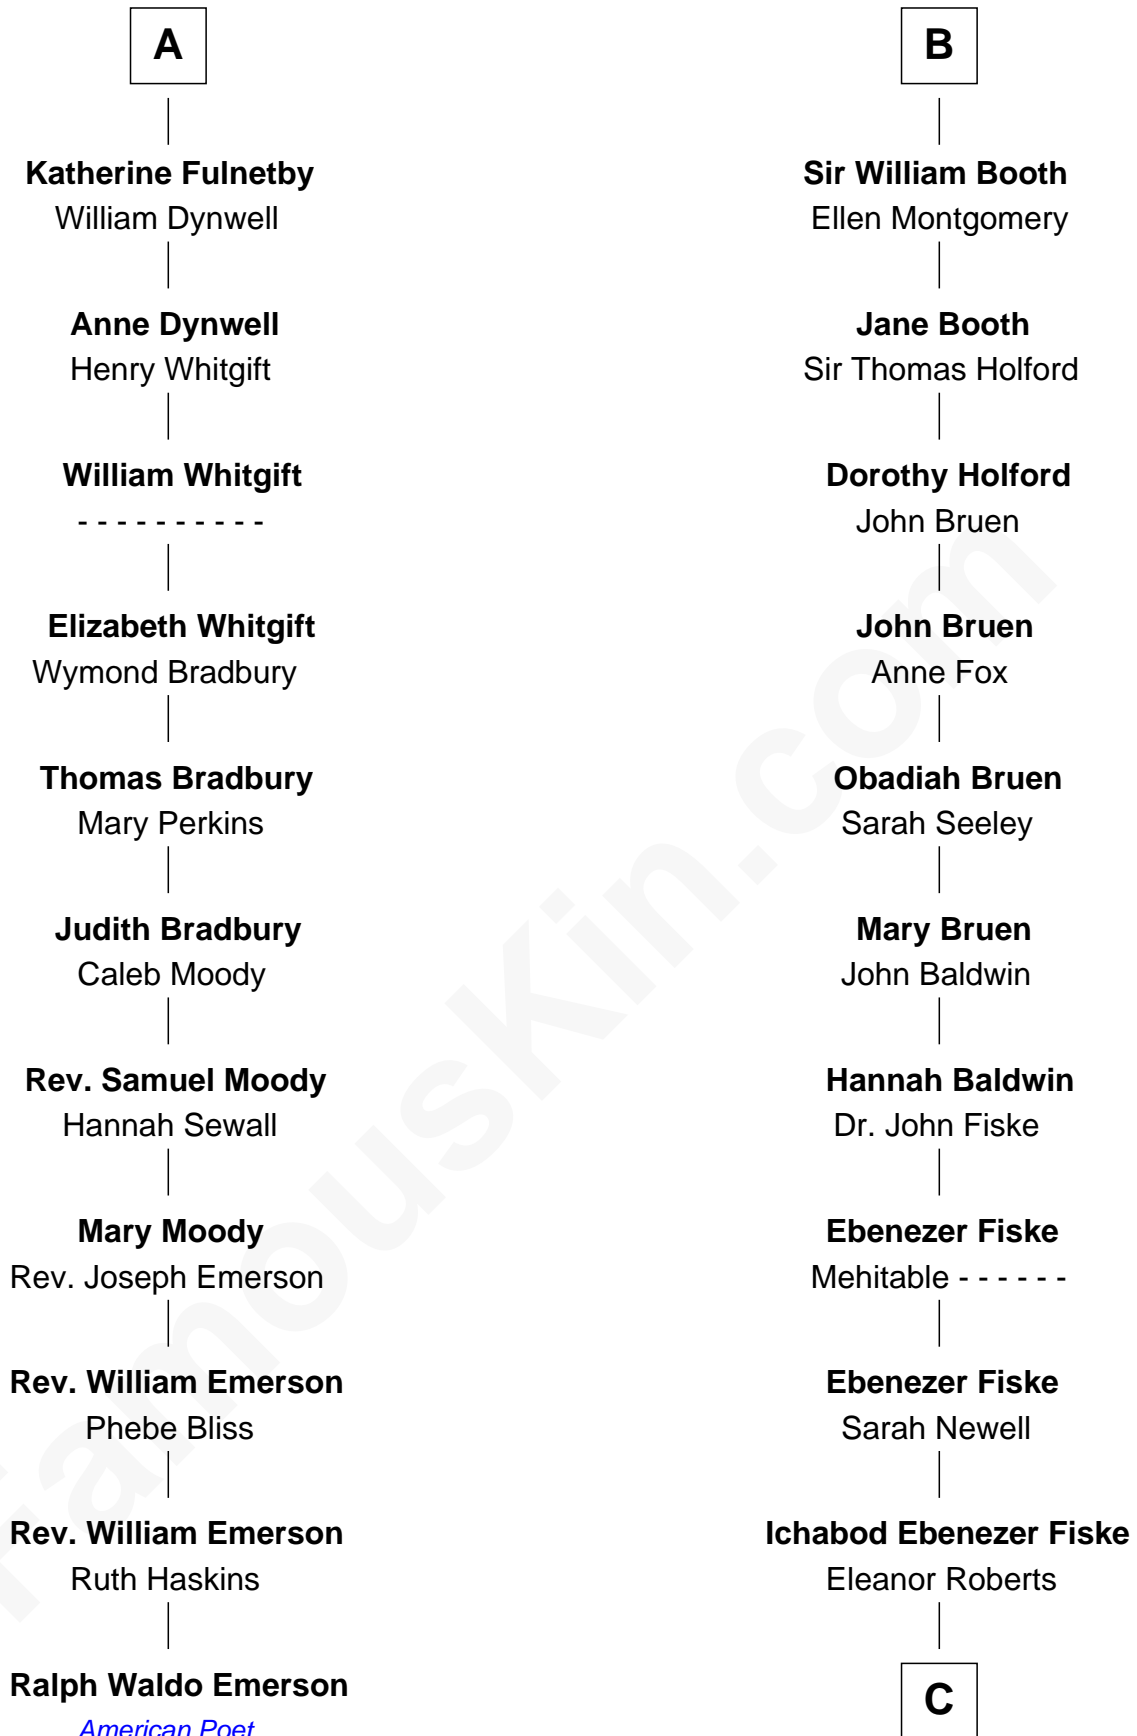 A
Katherine Fulnetby
William Dynwell
Anne Dynwell
Henry Whitgift
William Whitgift
- - - - - - - - - -
Elizabeth Whitgift
Wymond Bradbury
Thomas Bradbury
Mary Perkins
Judith Bradbury
Caleb Moody
Rev. Samuel Moody
Hannah Sewall
Mary Moody
Rev. Joseph Emerson
Rev. William Emerson
Phebe Bliss
Rev. William Emerson
Ruth Haskins
Ralph Waldo Emerson
American Poet
B
Sir William Booth
Ellen Montgomery
Jane Booth
Sir Thomas Holford
Dorothy Holford
John Bruen
John Bruen
Anne Fox
Obadiah Bruen
Sarah Seeley
Mary Bruen
John Baldwin
Hannah Baldwin
Dr. John Fiske
Ebenezer Fiske
Mehitable - - - - - -
Ebenezer Fiske
Sarah Newell
Ichabod Ebenezer Fiske
Eleanor Roberts
C
FamousKin.com